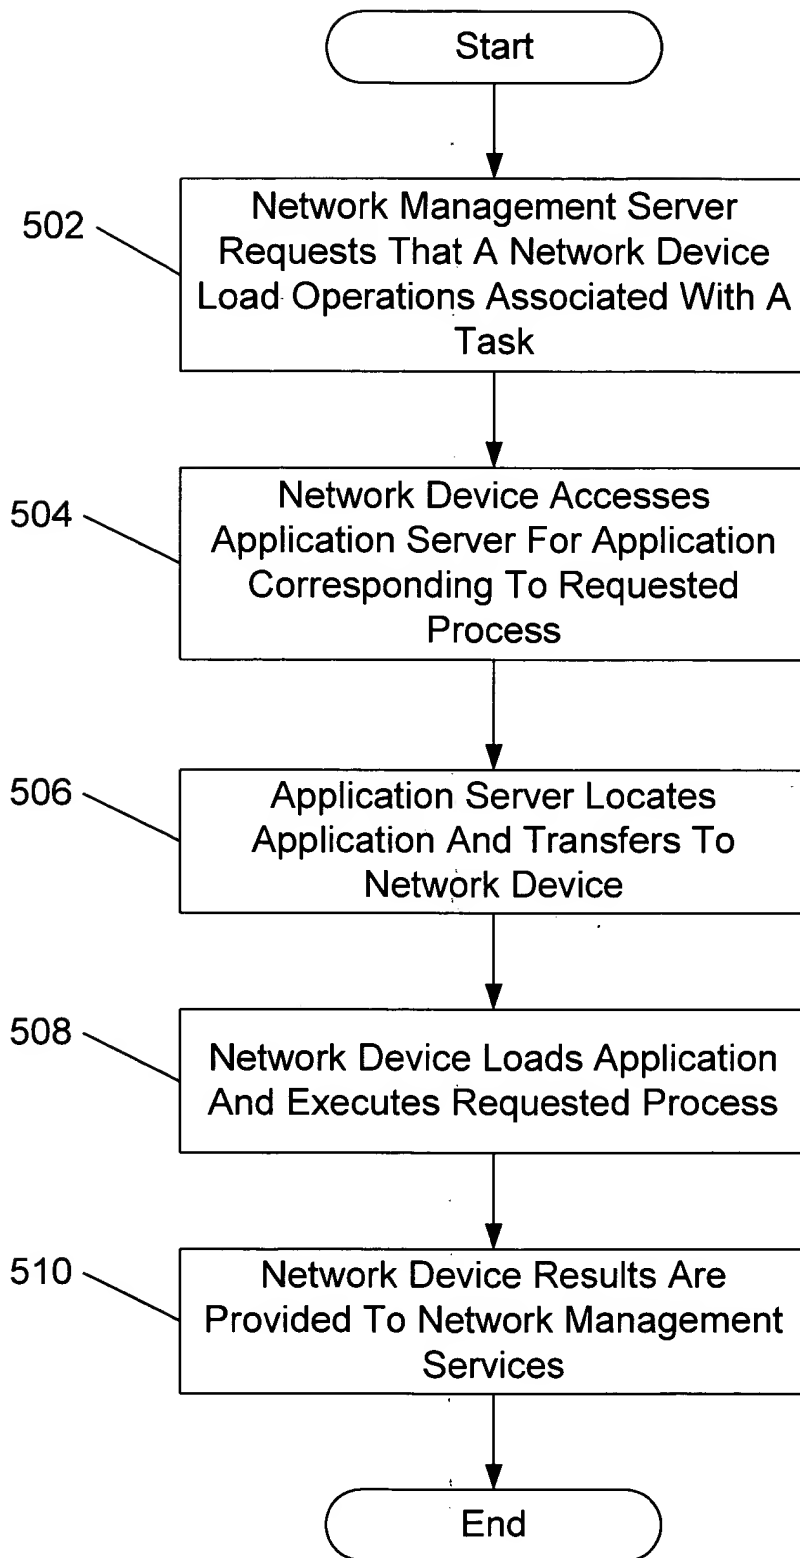 Start
502
Network Management Server
Requests That A Network Device
Load Operations Associated With A
Task
504
Network Device Accesses
Application Server For Application
Corresponding To Requested
Process
506
Application Server Locates
Application And Transfers To
Network Device
508
Network Device Loads Application
And Executes Requested Process
510
Network Device Results Are
Provided To Network Management
Services
End